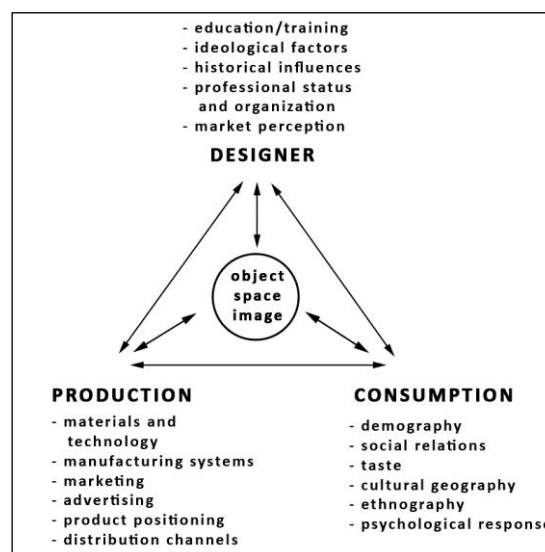 - education/training
- ideological factors
- historical influences
- professional status
and organization
- market perception
DESIGNER
object
space
image
PRODUCTION
- materials and
technology
- manufacturing systems
- marketing
- advertising
- product positioning
- distribution channels
CONSUMPTION
- demography
- social relations
- taste
- cultural geography
- ethnography
- psychological response